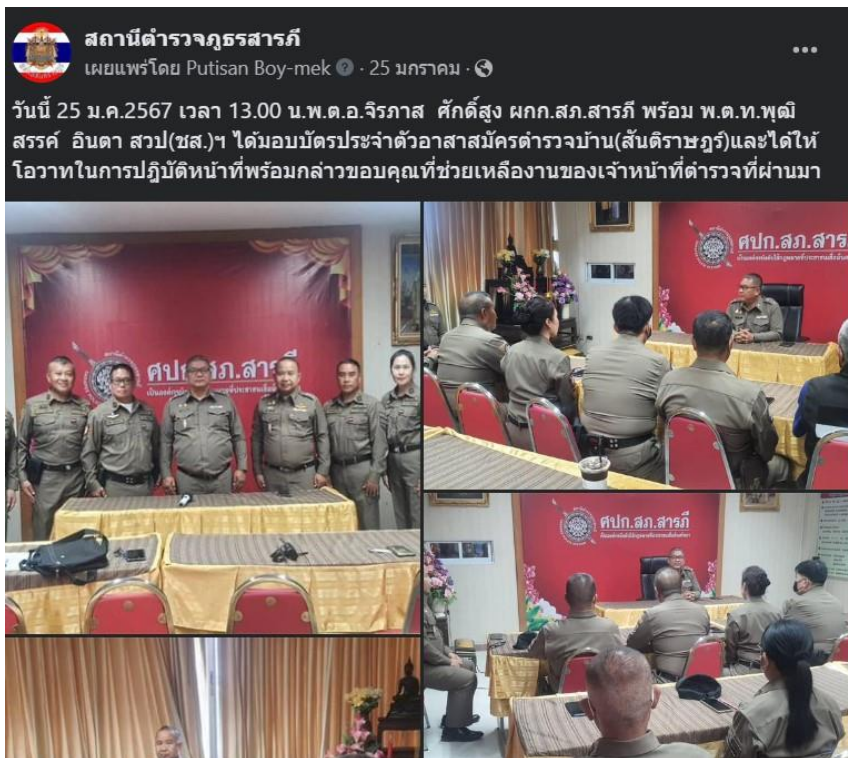 สถานีตำรวจภูธรสารภี
เผยแพร่โดย Putisan Boy-mek · 25 มกราคม ·
วันนี้ 25 ม.ค.2567 เวลา 13.00 น.พ.ต.อ.จิรภาส ศักดิ์สูง ผกก.สภ.สารภี พร้อม พ.ต.ท.พุฒิ
สรรค์ อินตา สวป(ชส.)ฯ ได้มอบบัตรประจำตัวอาสาสมัครตำรวจบ้าน(สันติราษฎร์)และได้ให้
โอวาทในการปฎิบัติหน้าที่พร้อมกล่าวขอบคุณที่ช่วยเหลืองานของเจ้าหน้าที่ตำรวจที่ผ่านมา
ศปก.สภ.สาร
ศปก.สภ.สารภี
ศปก.สภ.สารภี